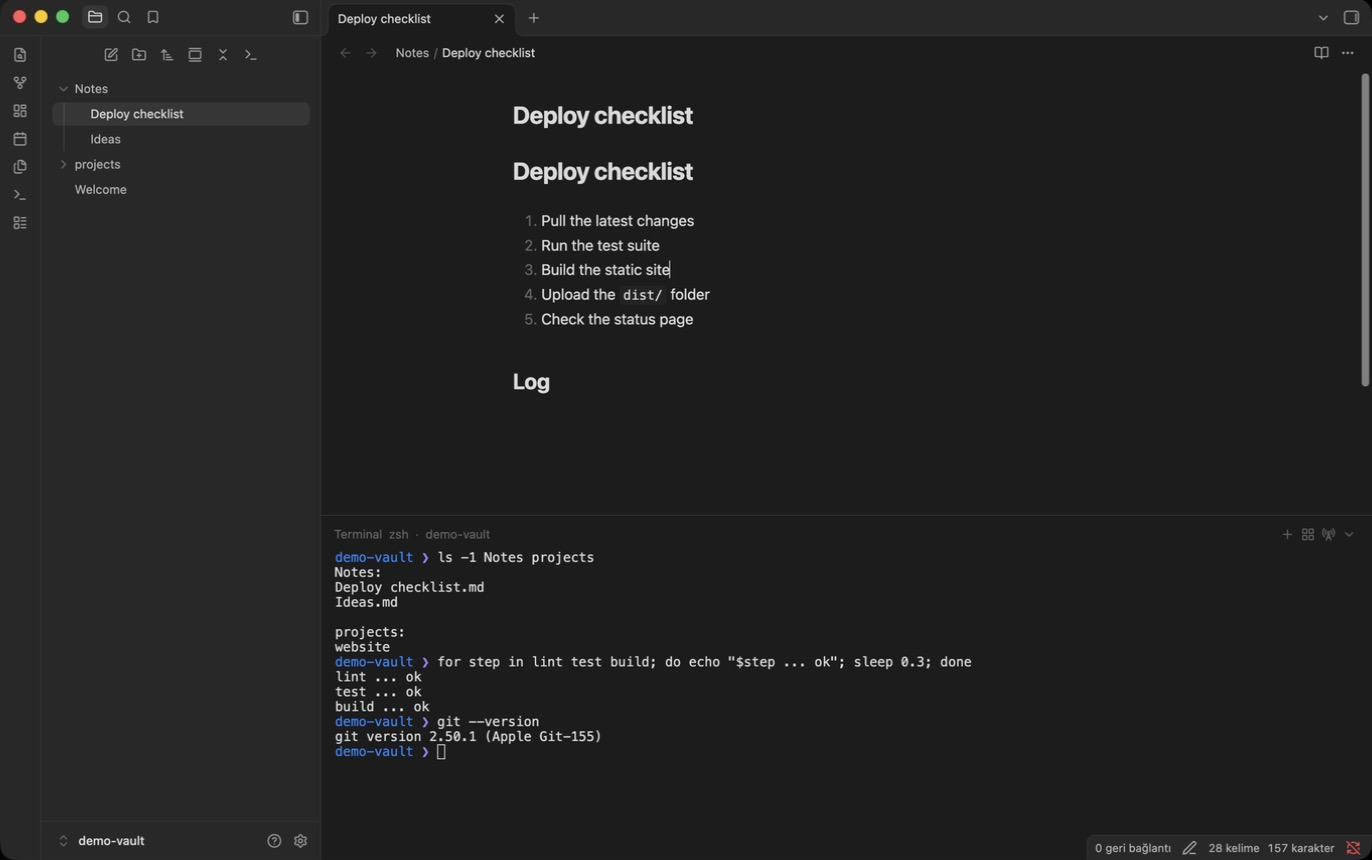 Deploy checklist
Notes / Deploy checklist
Notes
Deploy checklist
Ideas
projects
Welcome
demo-vault
Deploy checklist
Deploy checklist
1. Pull the latest changes
2. Run the test suite
3. Build the static site
4. Upload the dist/ folder
5. Check the status page
Log
Terminal zsh · demo-vault
demo-vault ❯ ls -1 Notes projects
Notes:
Deploy checklist.md
Ideas.md
projects:
website
demo-vault ❯ for step in lint test build; do echo "$step ... ok"; sleep 0.3; done
lint ... ok
test ... ok
build ... ok
demo-vault ❯ git --version
git version 2.50.1 (Apple Git-155)
demo-vault ❯
0 geri bağlantı 28 kelime 157 karakter